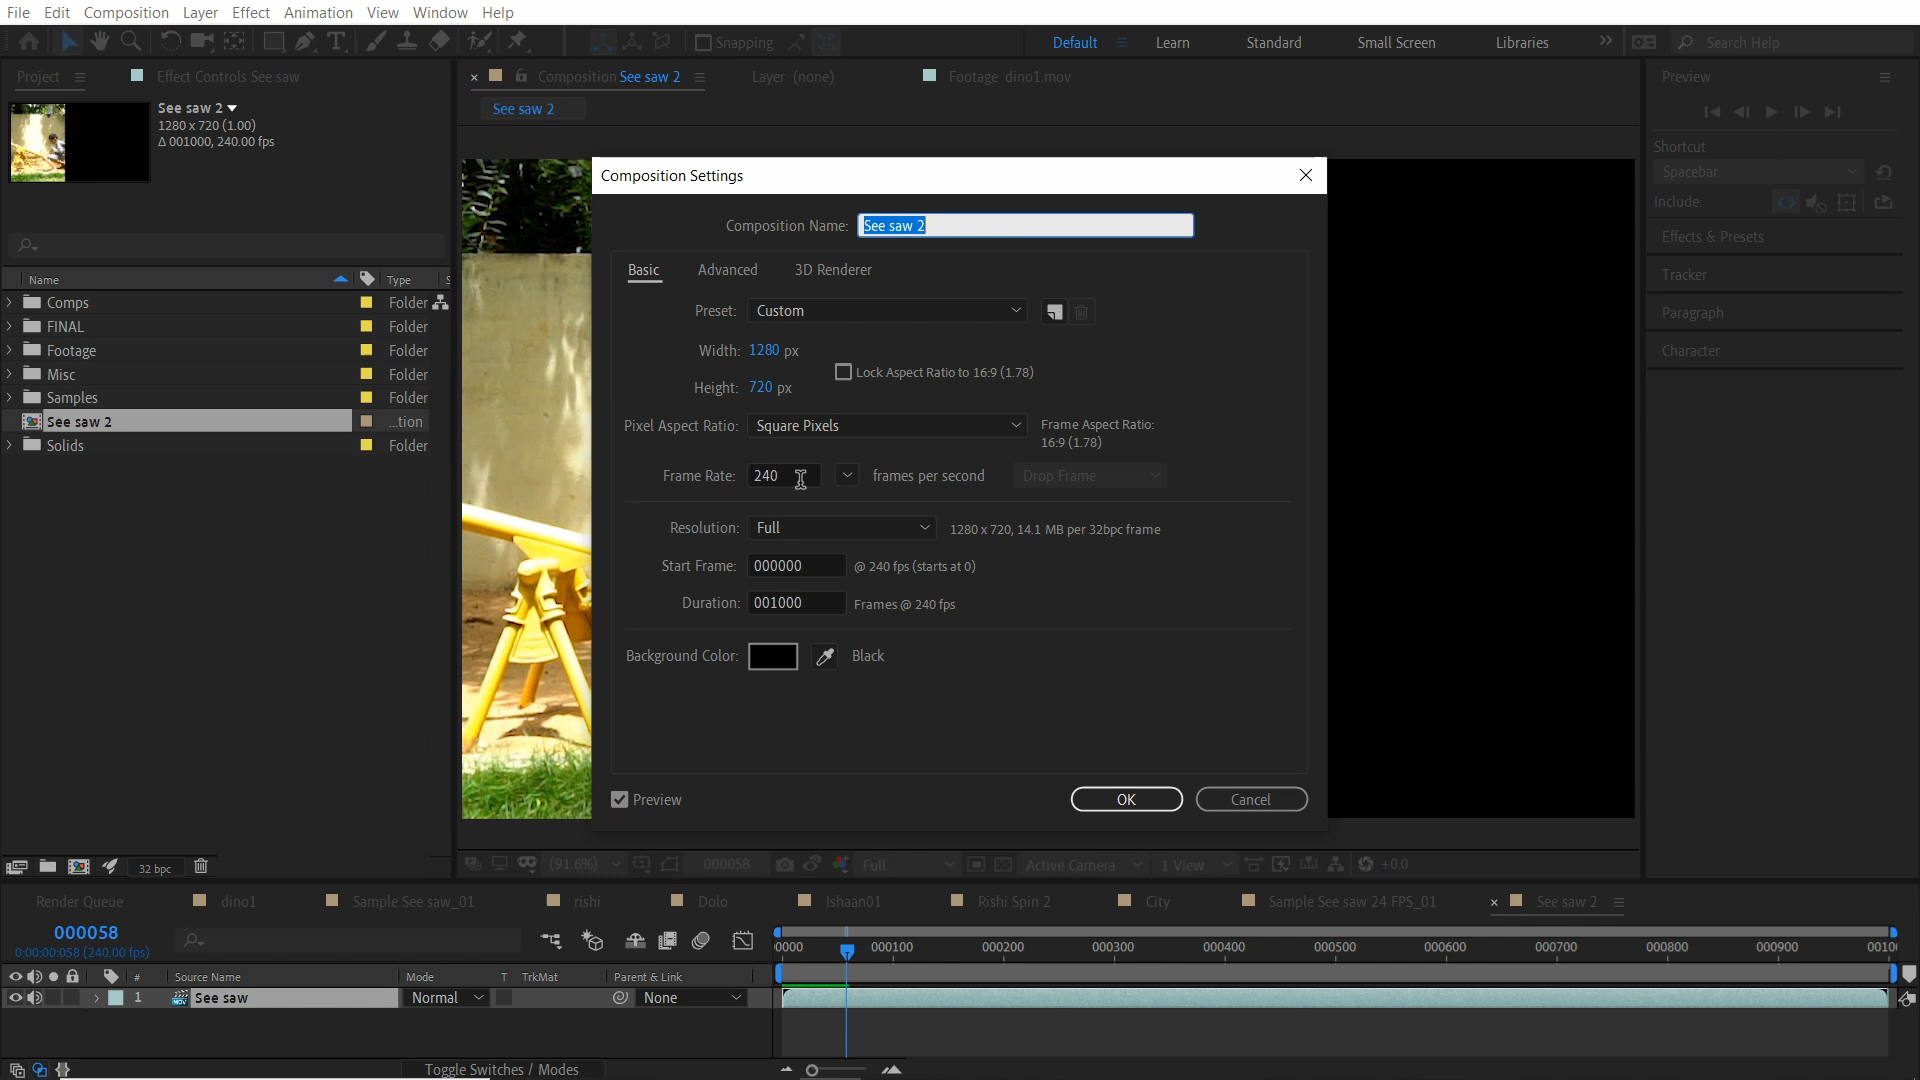 File Edit Composition Layer Effect Animation View Window Help
Snapping
Default Learn Standard Small Screen Libraries
Search Help
Project
Effect Controls See saw
See saw 2
1280 x 720 (1.00)
Δ 001000, 240.00 fps
Composition See saw 2
Layer (none)
Footage dino1.mov
See saw 2
Preview
Shortcut
Spacebar
Include:
Effects & Presets
Tracker
Paragraph
Character
Name Type S
Comps Folder
FINAL Folder
Footage Folder
Misc Folder
Samples Folder
See saw 2 ...tion
Solids Folder
32 bpc
Composition Settings
Composition Name: See saw 2
Basic Advanced 3D Renderer
Preset: Custom
Width: 1280 px
Lock Aspect Ratio to 16:9 (1.78)
Height: 720 px
Pixel Aspect Ratio: Square Pixels
Frame Aspect Ratio:
16:9 (1.78)
Frame Rate: 240 frames per second Drop Frame
Resolution: Full 1280 x 720, 14.1 MB per 32bpc frame
Start Frame: 000000 @ 240 fps (starts at 0)
Duration: 001000 Frames @ 240 fps
Background Color: Black
Preview OK Cancel
(91.6%) 000058 Full Active Camera 1 View +0.0
Render Queue dino1 Sample See saw_01 rishi Dolo Ishaan01 Rishi Spin 2 City Sample See saw 24 FPS_01 See saw 2
000058
0:00:00:058 (240.00 fps)
0000 000100 000200 000300 000400 000500 000600 000700 000800 000900 0010
# Source Name Mode T TrkMat Parent & Link
1 See saw Normal None
Toggle Switches / Modes